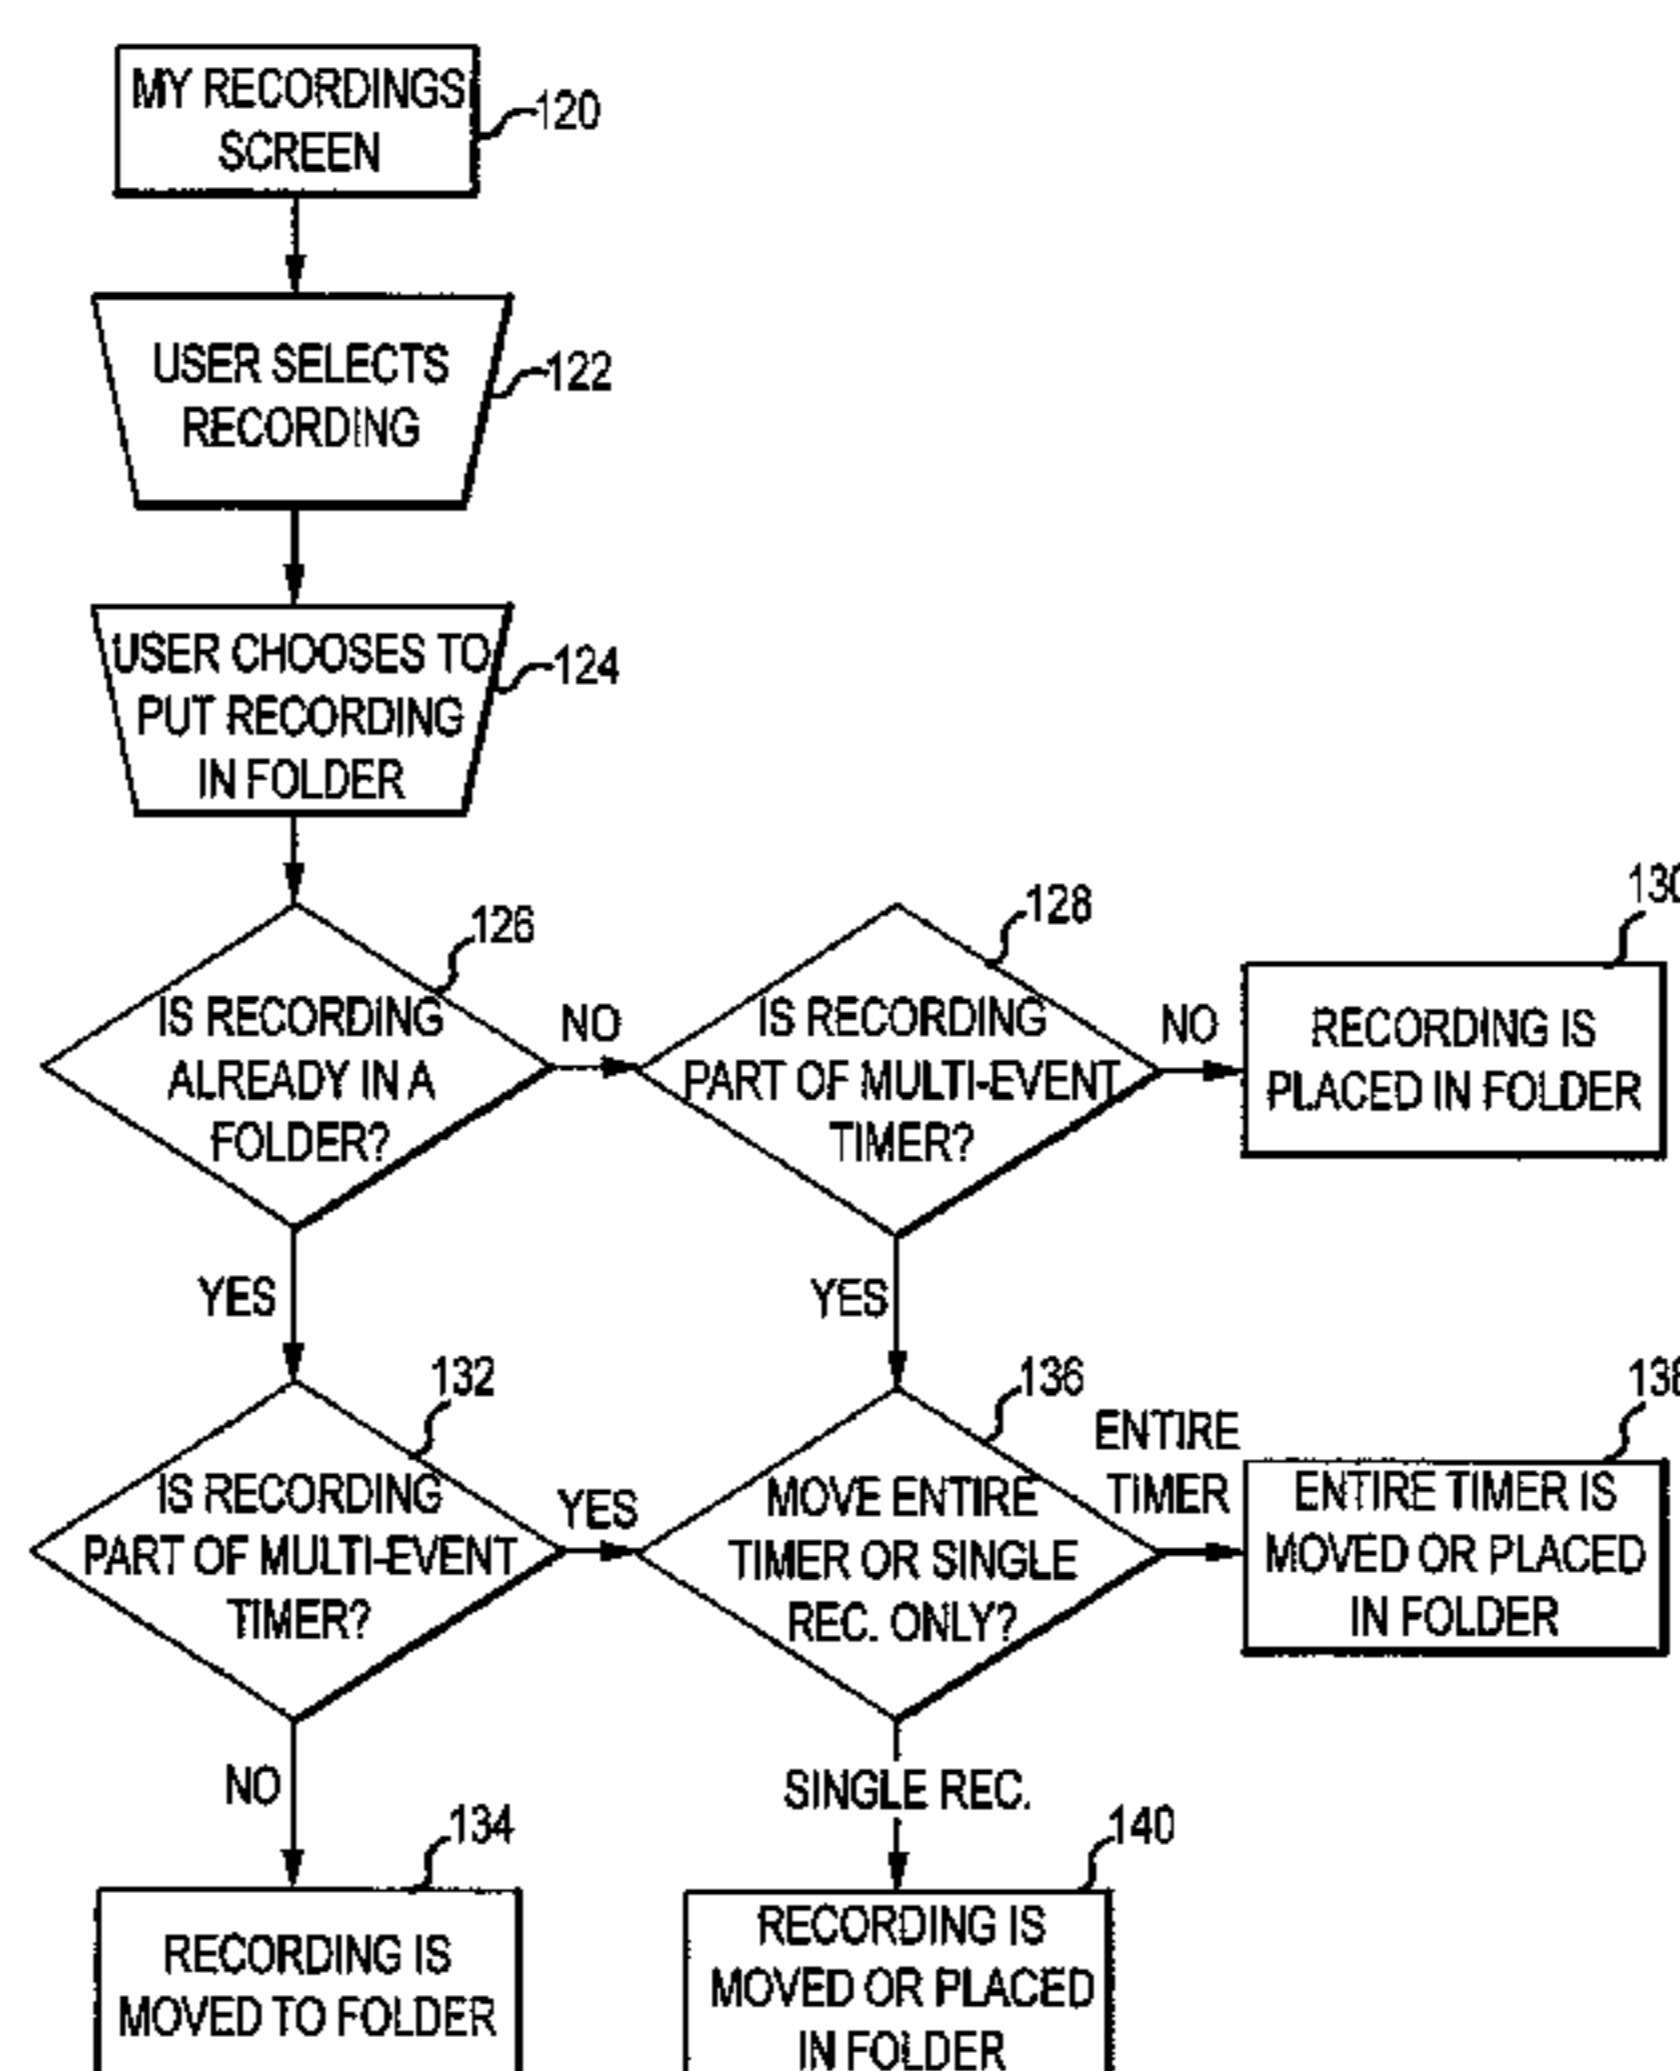 MY RECORDINGS
SCREEN
120
USER SELECTS
RECORDING
122
USER CHOOSES TO
PUT RECORDING
IN FOLDER
124
126
IS RECORDING
ALREADY IN A
FOLDER?
NO
128
IS RECORDING
PART OF MULTI-EVENT
TIMER?
NO
130
RECORDING IS
PLACED IN FOLDER
YES
YES
132
IS RECORDING
PART OF MULTI-EVENT
TIMER?
YES
136
MOVE ENTIRE
TIMER OR SINGLE
REC. ONLY?
ENTIRE
TIMER
138
ENTIRE TIMER IS
MOVED OR PLACED
IN FOLDER
NO
SINGLE REC.
134
RECORDING IS
MOVED TO FOLDER
140
RECORDING IS
MOVED OR PLACED
IN FOLDER